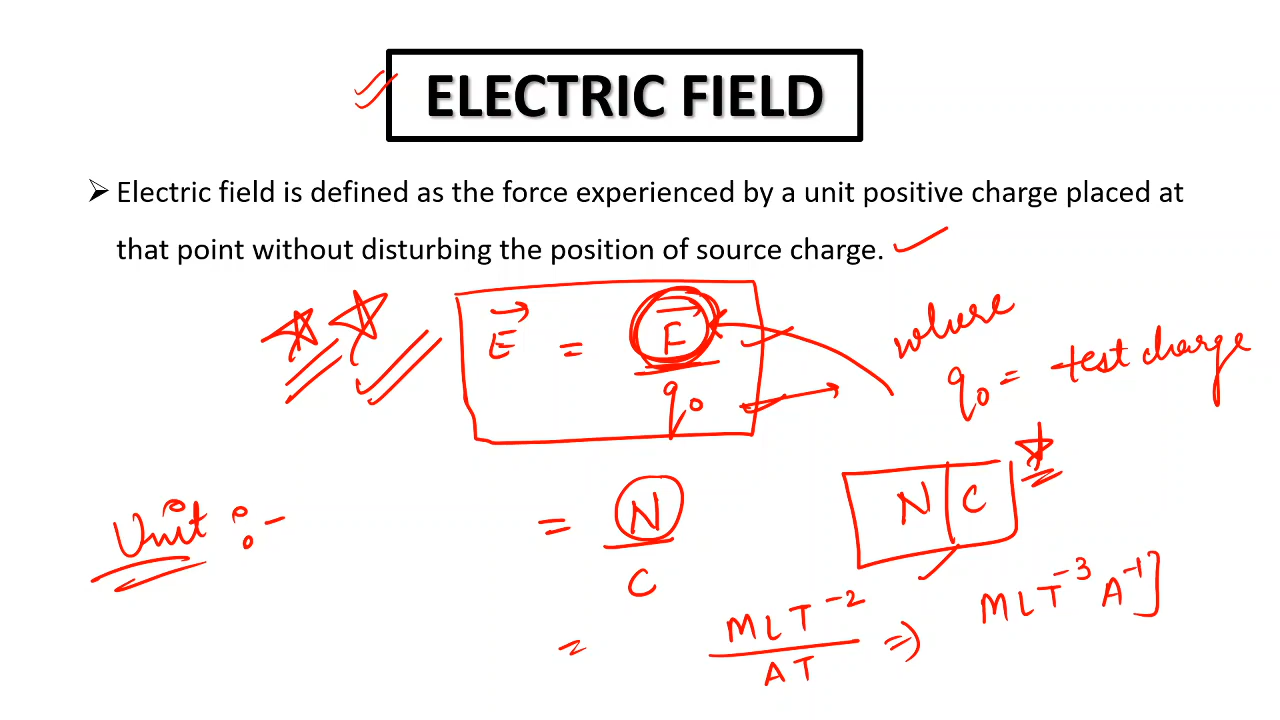 ELECTRIC FIELD
➤ Electric field is defined as the force experienced by a unit positive charge placed at
that point without disturbing the position of source charge.
E⃗ = F⃗ / q₀
where
q₀ = test charge
Unit :-
= N / C
N | C
= MLT⁻² / AT ⇒ MLT⁻³A⁻¹]